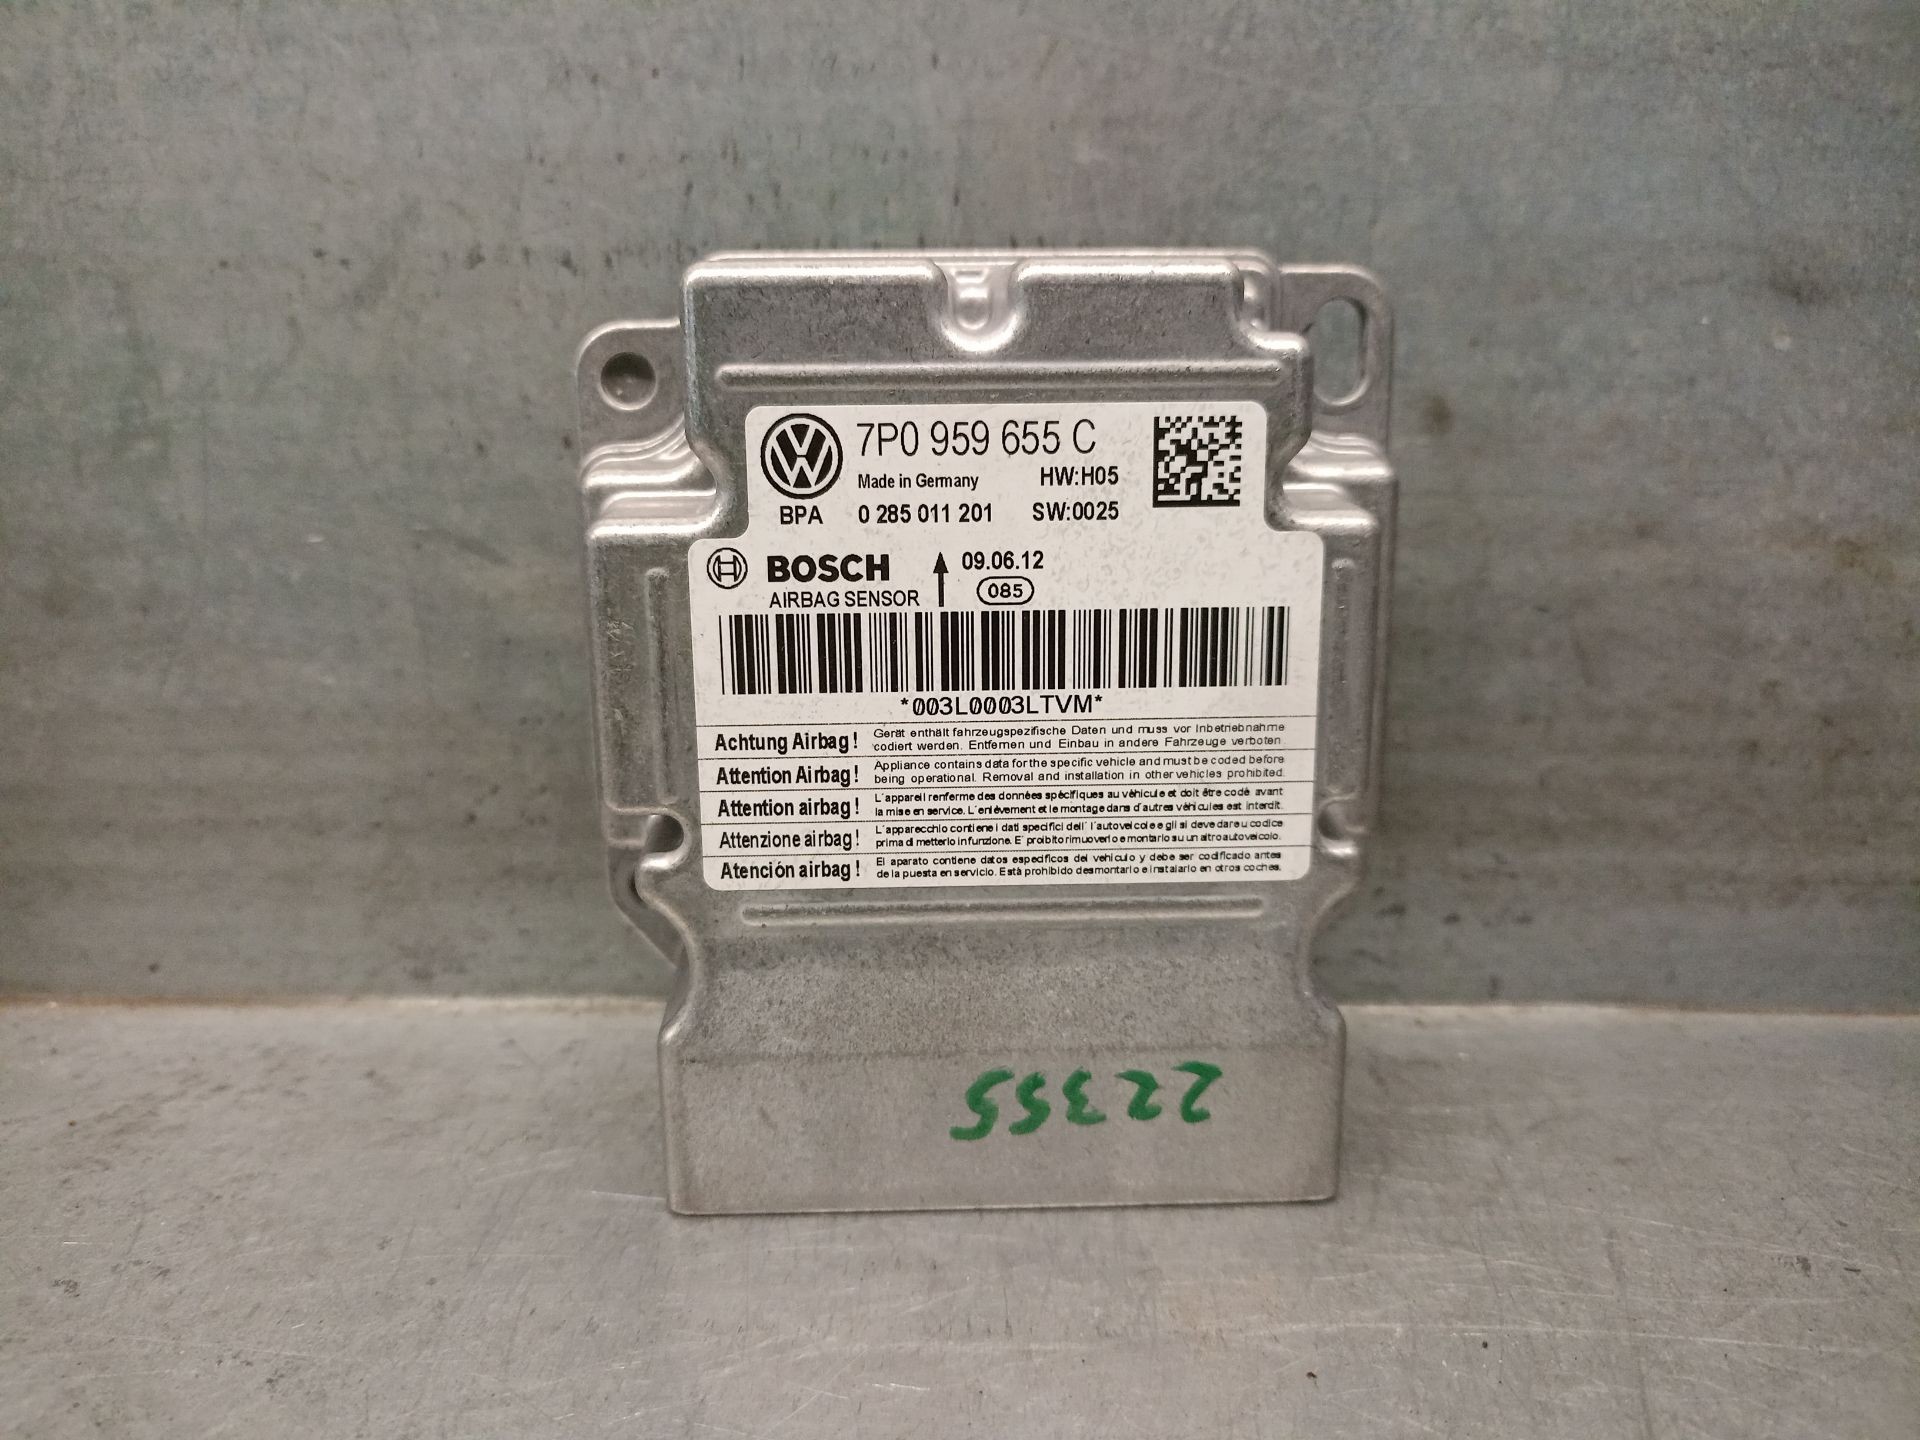 7P0 959 655 C
Made in Germany HW:H05
BPA 0 285 011 201 SW:0025
BOSCH 09.06.12
AIRBAG SENSOR 085
*003L0003LTVM*
Achtung Airbag! Gerät enthält fahrzeugspezifische Daten und muss vor Inbetriebnahme
codiert werden. Entfernen und Einbau in andere Fahrzeuge verboten.
Attention Airbag! Appliance contains data for the specific vehicle and must be coded before
being operational. Removal and installation in other vehicles prohibited.
Attention airbag! L'appareil renferme des données spécifiques au véhicule et doit être codé avant
la mise en service. L'enlèvement et le montage dans d'autres véhicules est interdit.
Attenzione airbag! L'apparecchio contiene i dati specifici dell' l'autoveicolo e gli si deve dare u codice
prima di metterlo in funzione. E' proibito rimuoverlo e montarlo su un altro autoveicolo.
Atención airbag! El aparato contiene datos específicos del vehículo y debe ser codificado antes
de la puesta en servicio. Está prohibido desmontarlo e instalarlo en otros coches.
22355